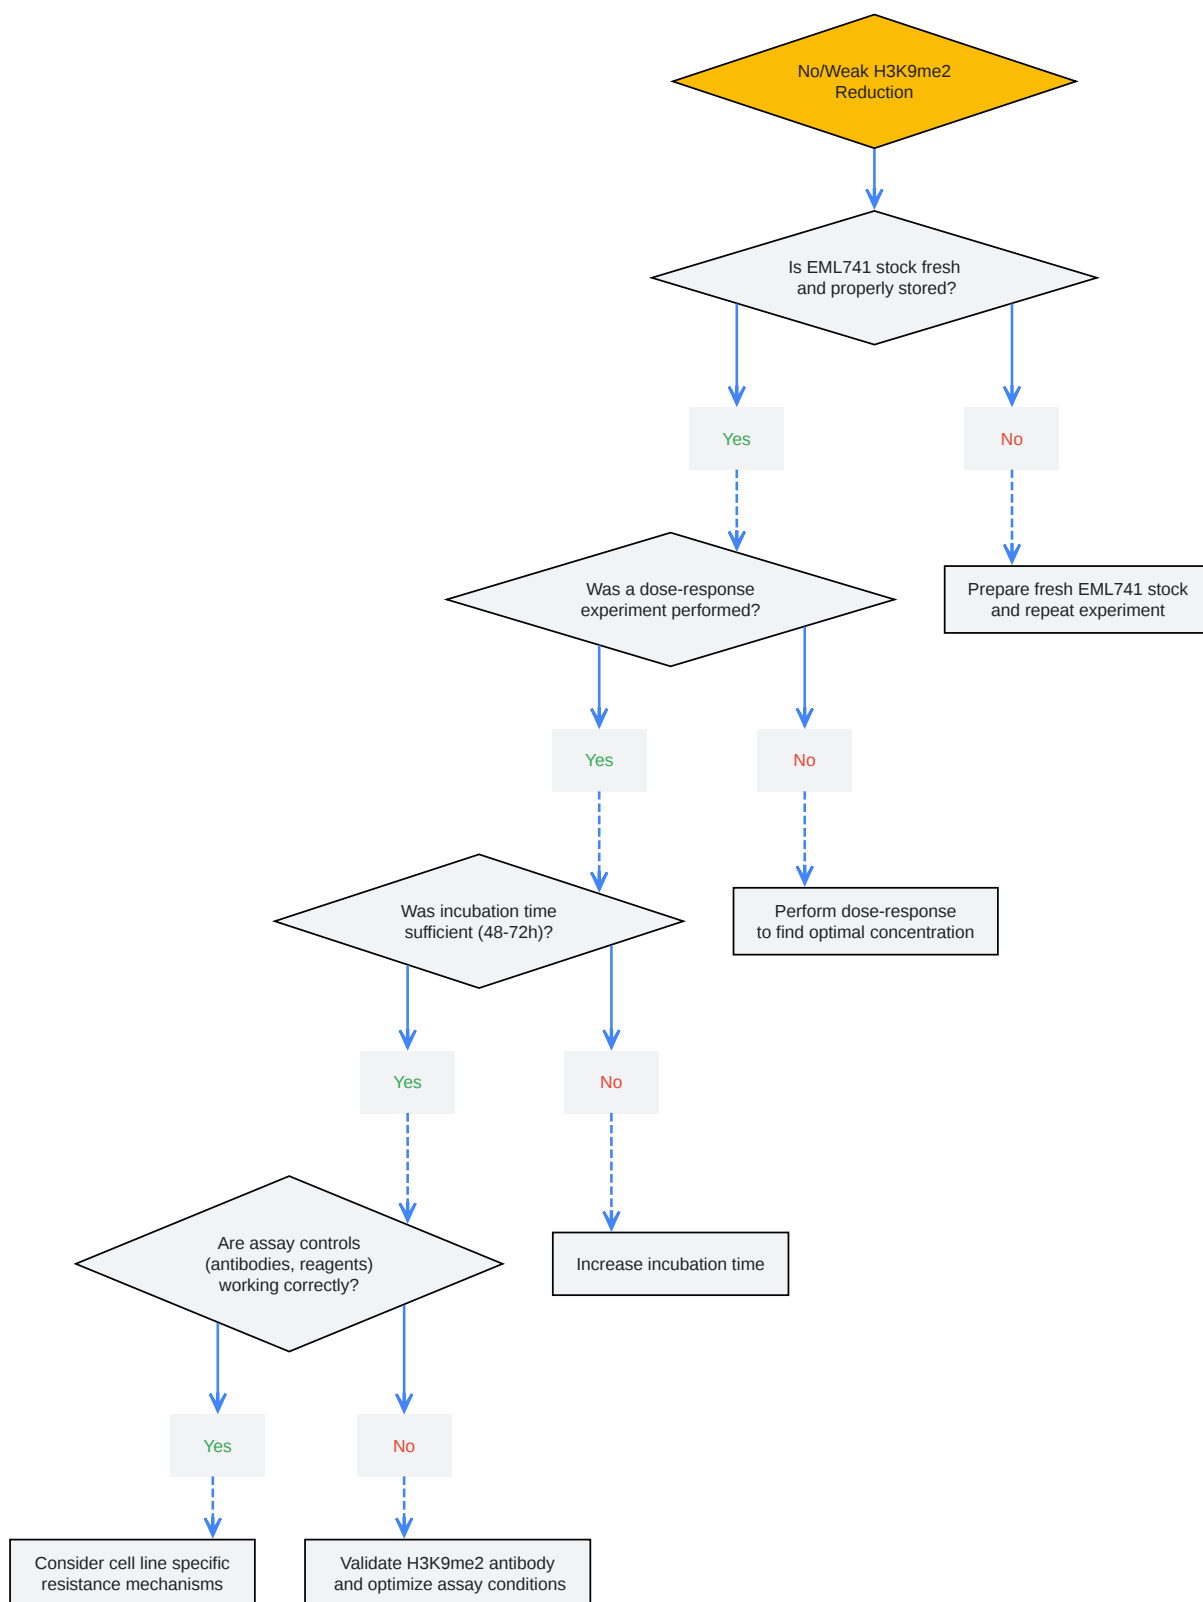 No/Weak H3K9me2
Reduction
Is EML741 stock fresh
and properly stored?
Yes
No
Was a dose-response
experiment performed?
Prepare fresh EML741 stock
and repeat experiment
Yes
No
Was incubation time
sufficient (48-72h)?
Perform dose-response
to find optimal concentration
Yes
No
Are assay controls
(antibodies, reagents)
working correctly?
Increase incubation time
Yes
No
Consider cell line specific
resistance mechanisms
Validate H3K9me2 antibody
and optimize assay conditions